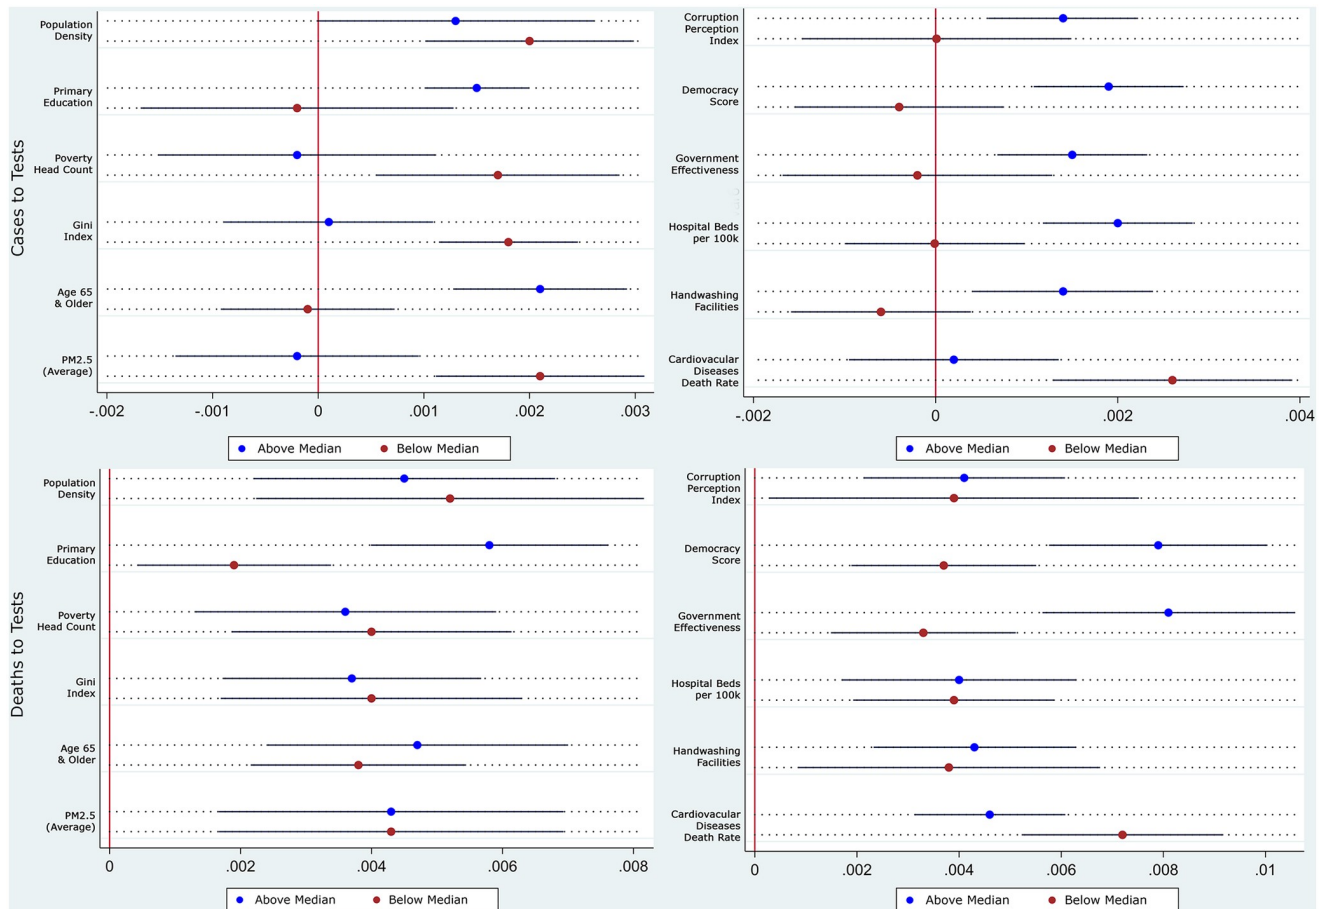 Cases to Tests
Population
Density
Primary
Education
Poverty
Head Count
Gini
Index
Age 65
& Older
PM2.5
(Average)
-.002 -.001 0 .001 .002 .003
Above Median Below Median
Corruption
Perception
Index
Democracy
Score
Government
Effectiveness
Hospital Beds
per 100k
Handwashing
Facilities
Cardiovacular
Diseases
Death Rate
-.002 0 .002 .004
Above Median Below Median
Deaths to Tests
Population
Density
Primary
Education
Poverty
Head Count
Gini
Index
Age 65
& Older
PM2.5
(Average)
0 .002 .004 .006 .008
Above Median Below Median
Corruption
Perception
Index
Democracy
Score
Government
Effectiveness
Hospital Beds
per 100k
Handwashing
Facilities
Cardiovacular
Diseases
Death Rate
0 .002 .004 .006 .008 .01
Above Median Below Median